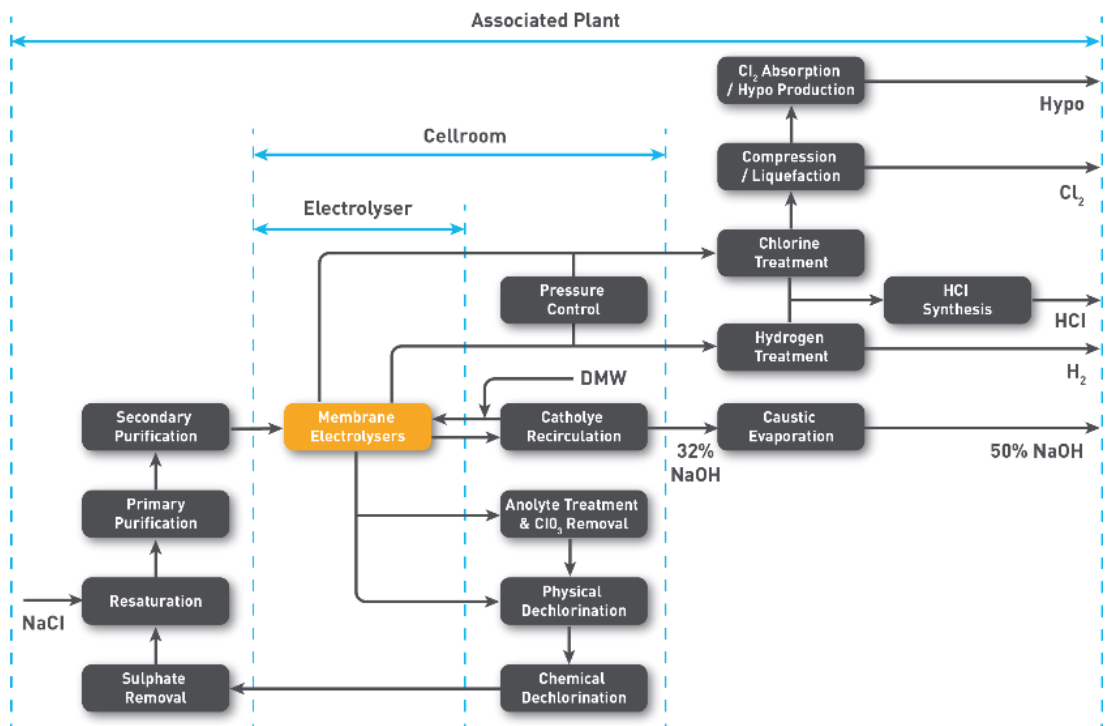 Associated Plant
Cl₂ Absorption
/ Hypo Production
Hypo
Cellroom
Compression
/ Liquefaction
Cl₂
Electrolyser
Chlorine
Treatment
Pressure
Control
HCl
Synthesis
HCl
Hydrogen
Treatment
H₂
DMW
Secondary
Purification
Membrane
Electrolysers
Catholye
Recirculation
32%
NaOH
Caustic
Evaporation
50% NaOH
Primary
Purification
Anolyte Treatment
& ClO₃ Removal
NaCl
Resaturation
Physical
Dechlorination
Sulphate
Removal
Chemical
Dechlorination